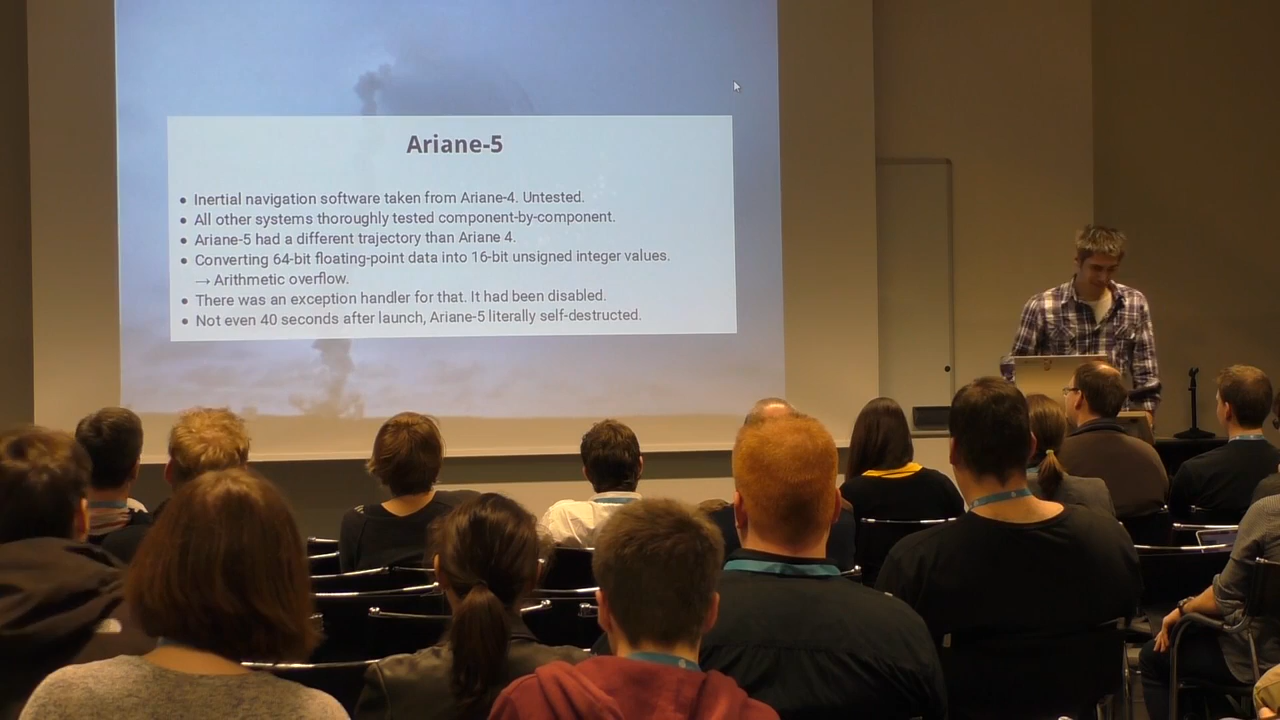 Ariane-5
• Inertial navigation software taken from Ariane-4. Untested.
• All other systems thoroughly tested component-by-component.
• Ariane-5 had a different trajectory than Ariane 4.
• Converting 64-bit floating-point data into 16-bit unsigned integer values.
→ Arithmetic overflow.
• There was an exception handler for that. It had been disabled.
• Not even 40 seconds after launch, Ariane-5 literally self-destructed.